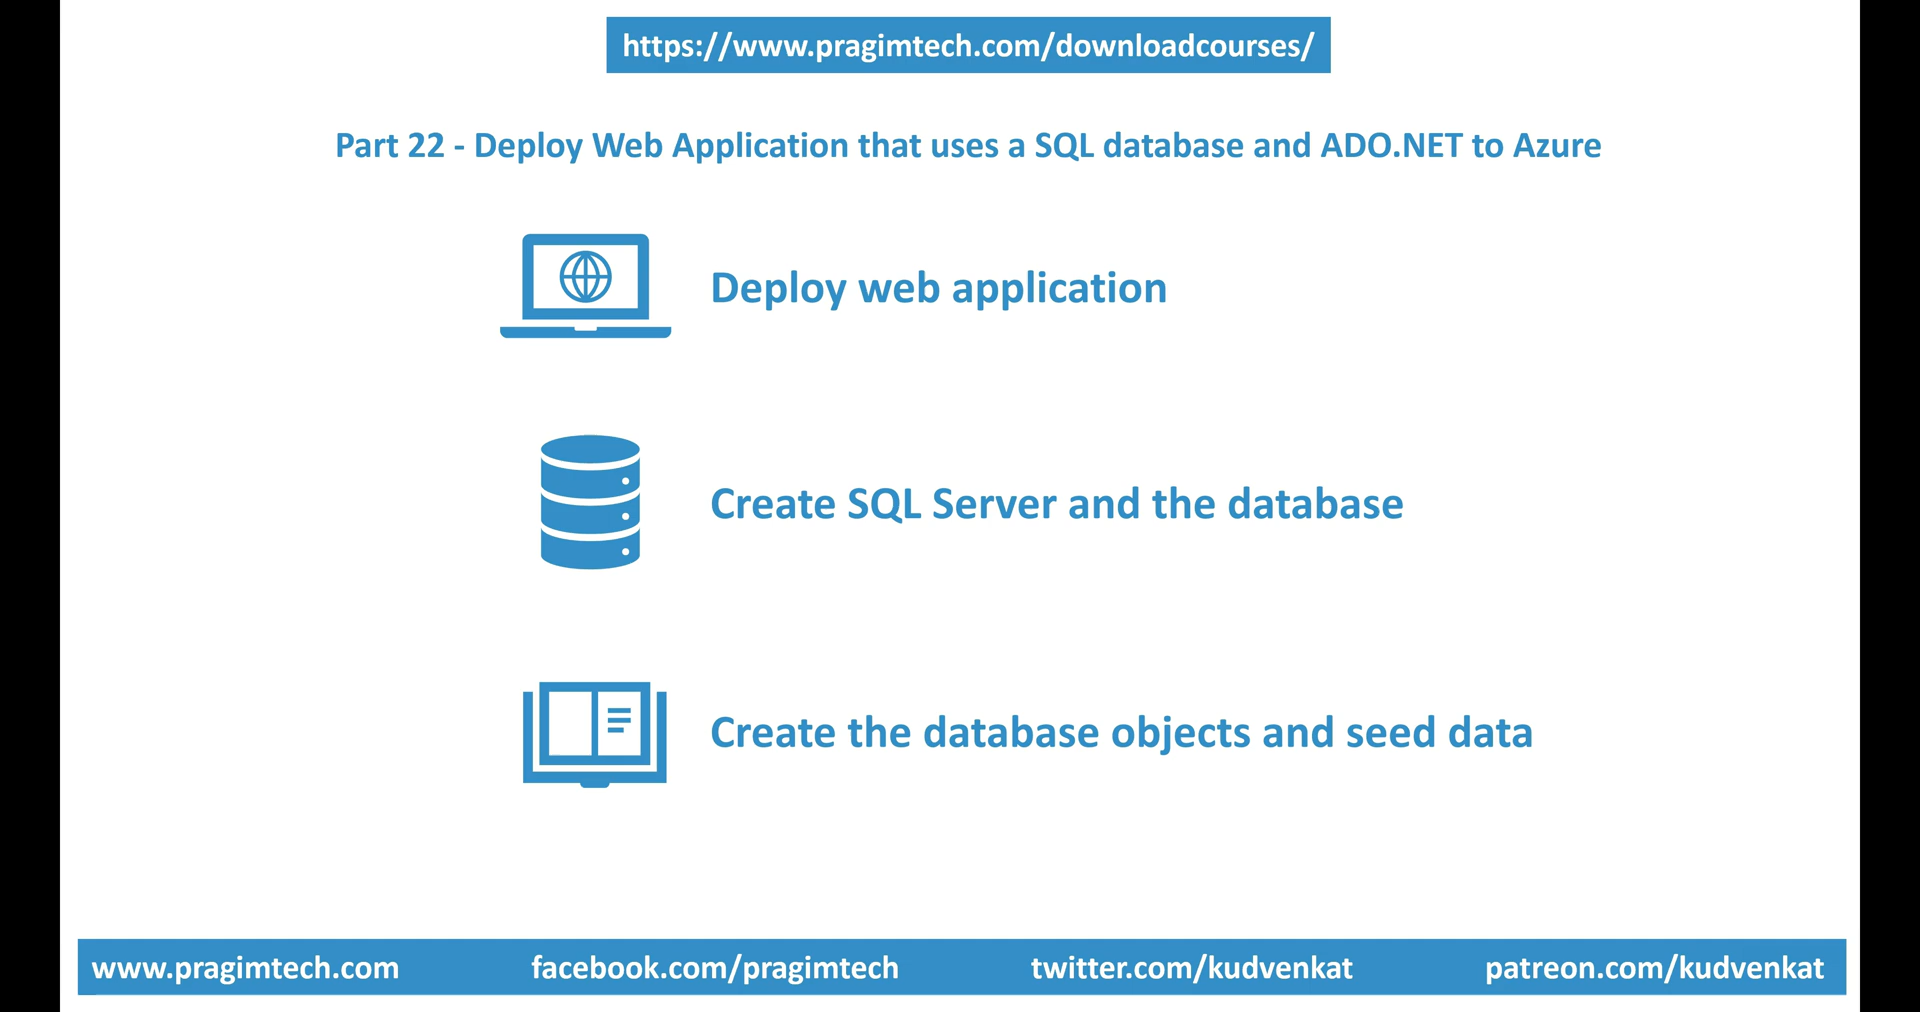 https://www.pragimtech.com/downloadcourses/
Part 22 - Deploy Web Application that uses a SQL database and ADO.NET to Azure
Deploy web application
Create SQL Server and the database
Create the database objects and seed data
www.pragimtech.com facebook.com/pragimtech twitter.com/kudvenkat patreon.com/kudvenkat